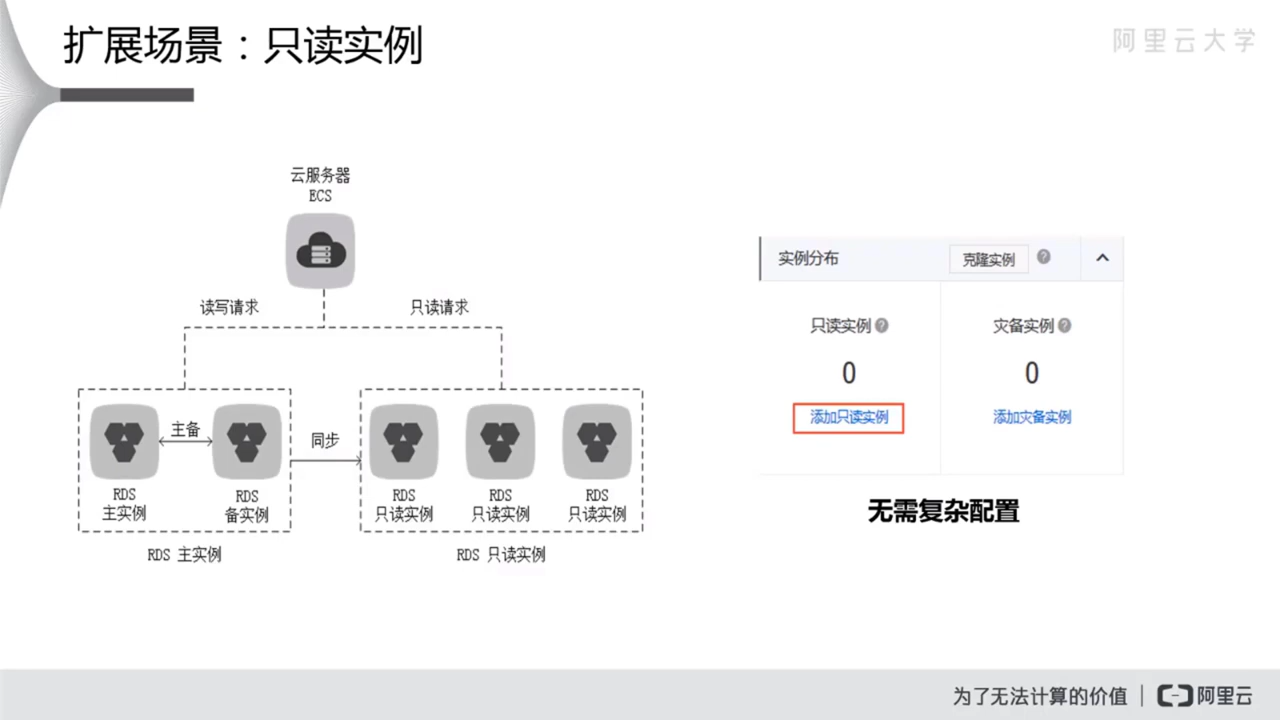 扩展场景：只读实例
阿里云大学
云服务器
ECS
读写请求
只读请求
主备
同步
RDS
主实例
RDS
备实例
RDS
只读实例
RDS
只读实例
RDS
只读实例
RDS 主实例
RDS 只读实例
实例分布
克隆实例
?
只读实例?
灾备实例?
0
0
添加只读实例
添加灾备实例
无需复杂配置
为了无法计算的价值 | 阿里云